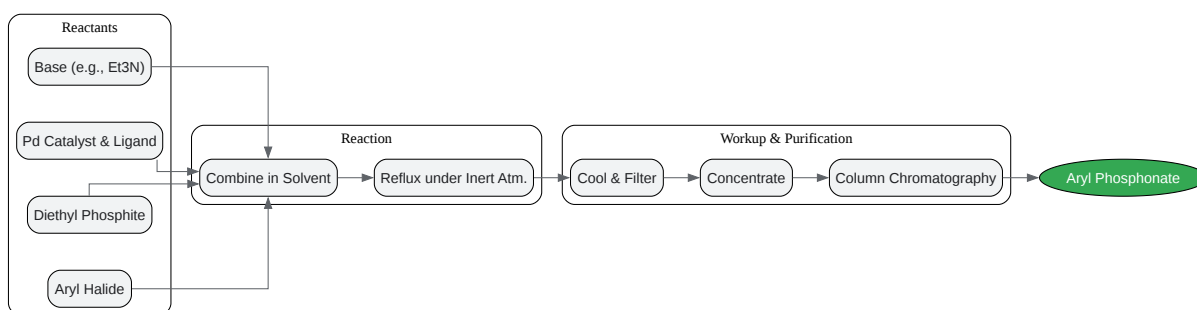 Reactants
Base (e.g., Et3N)
Pd Catalyst & Ligand
Diethyl Phosphite
Aryl Halide
Reaction
Combine in Solvent
Reflux under Inert Atm.
Workup & Purification
Cool & Filter
Concentrate
Column Chromatography
Aryl Phosphonate